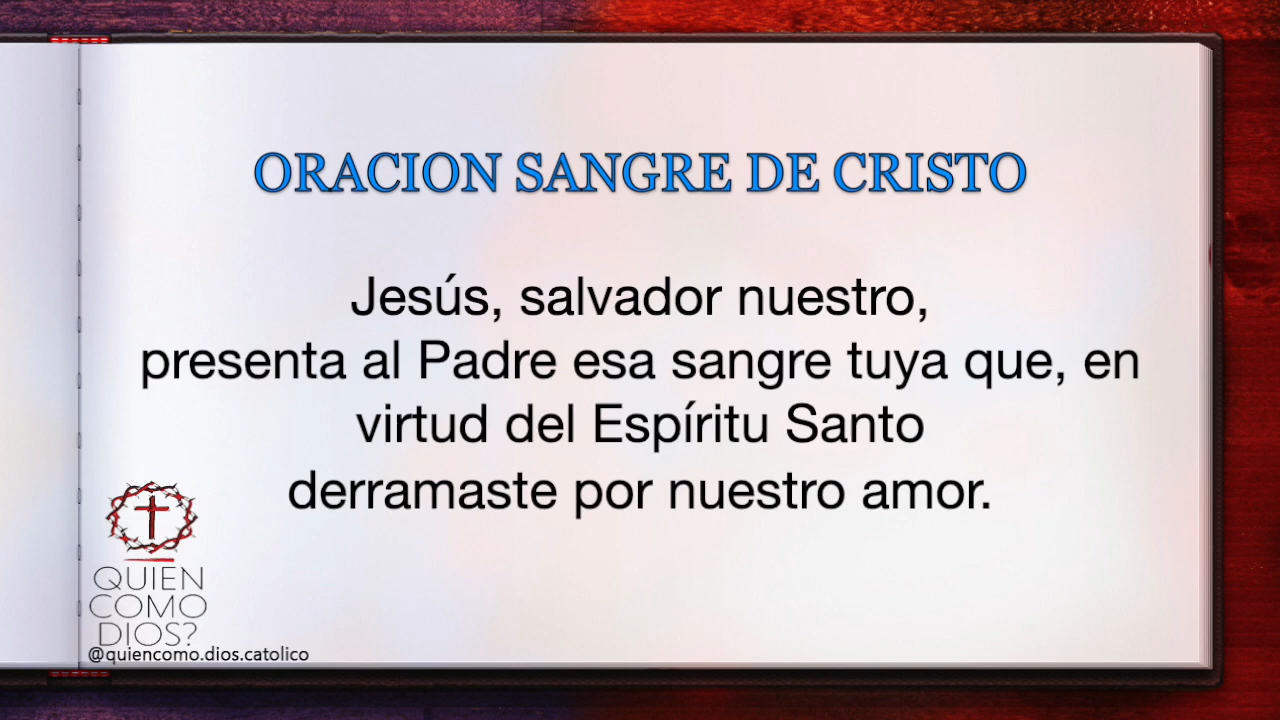 ORACION SANGRE DE CRISTO
Jesús, salvador nuestro,
presenta al Padre esa sangre tuya que, en
virtud del Espíritu Santo
derramaste por nuestro amor.
QUIEN
COMO
DIOS?
@quiencomo.dios.catolico